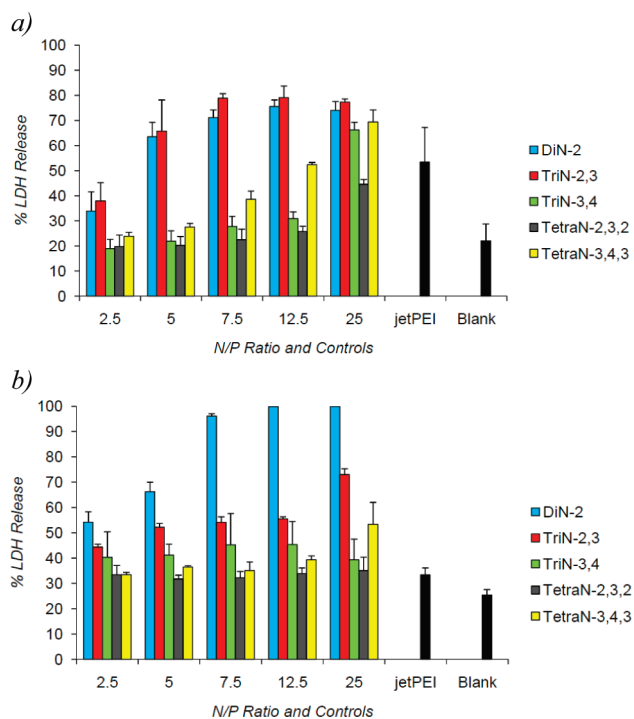 a)
100
90
80
70
60
50
40
30
20
10
0
% LDH Release
2.5 5 7.5 12.5 25 jetPEI Blank
N/P Ratio and Controls
DiN-2
TriN-2,3
TriN-3,4
TetraN-2,3,2
TetraN-3,4,3
b)
100
90
80
70
60
50
40
30
20
10
0
% LDH Release
2.5 5 7.5 12.5 25 jetPEI Blank
N/P Ratio and Controls
DiN-2
TriN-2,3
TriN-3,4
TetraN-2,3,2
TetraN-3,4,3